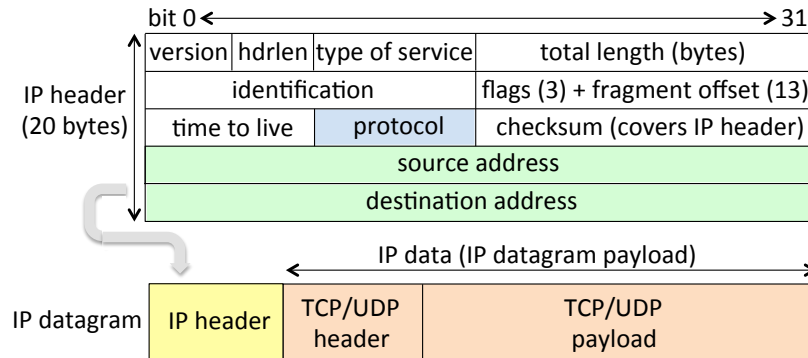 bit 0 31
version hdrlen type of service total length (bytes)
identification flags (3) + fragment offset (13)
IP header
(20 bytes)
time to live protocol checksum (covers IP header)
source address
destination address
IP data (IP datagram payload)
IP datagram IP header TCP/UDP header TCP/UDP payload